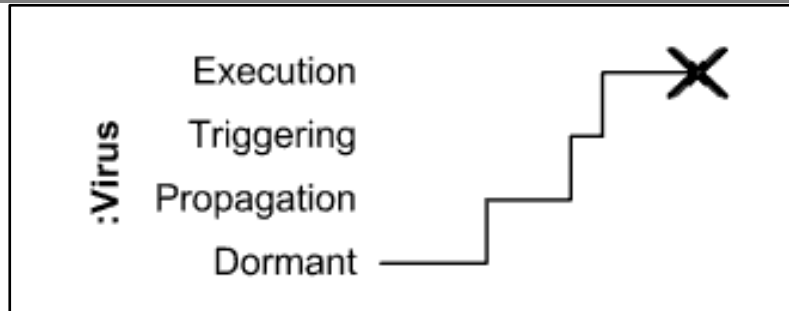 Execution
Triggering
:Virus
Propagation
Dormant